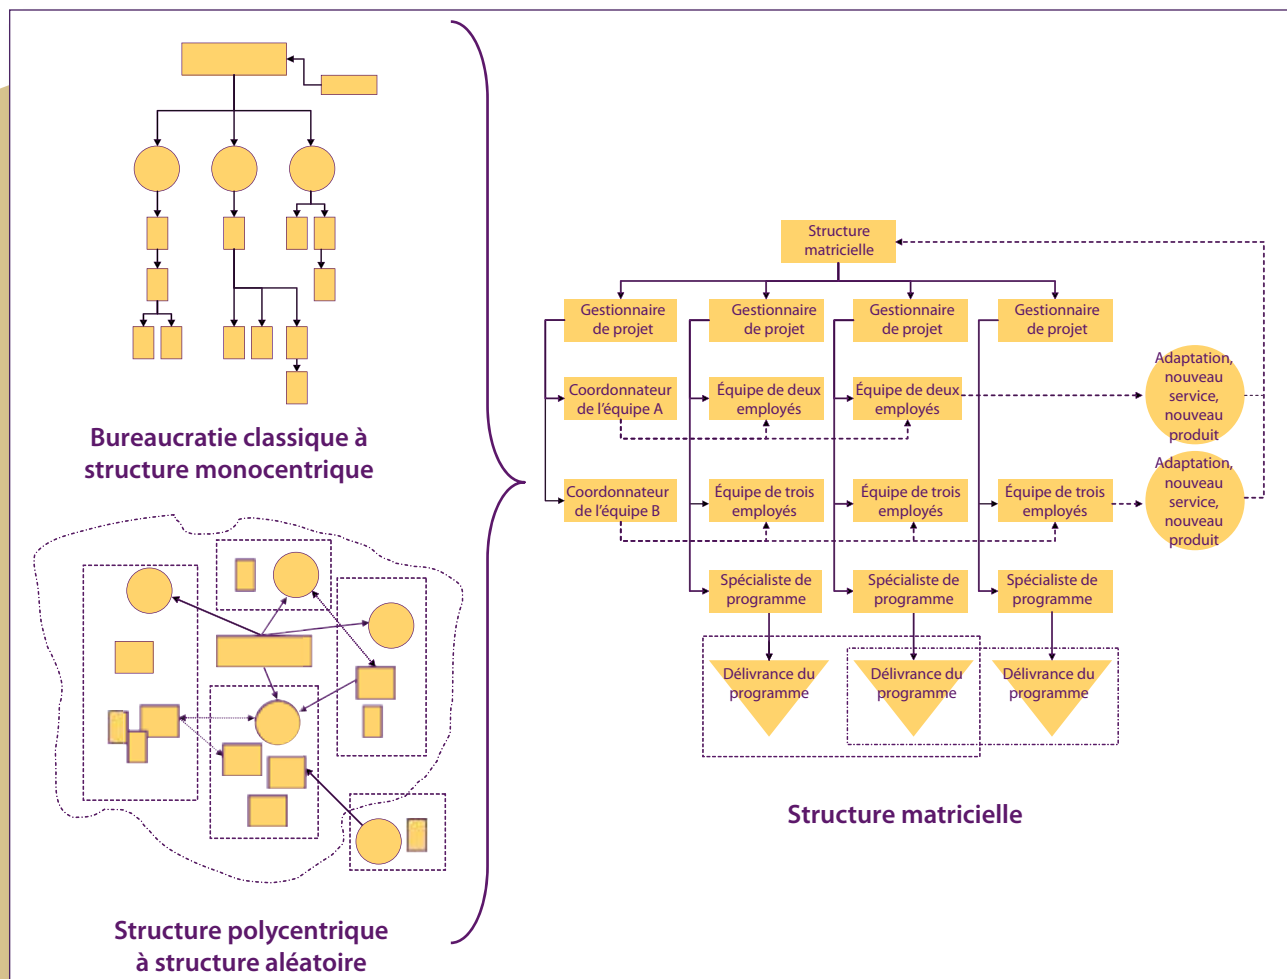 Bureaucratie classique à
structure monocentrique
Structure polycentrique
à structure aléatoire
Structure
matricielle
Gestionnaire
de projet
Gestionnaire
de projet
Gestionnaire
de projet
Gestionnaire
de projet
Coordonnateur
de l'équipe A
Équipe de deux
employés
Équipe de deux
employés
Adaptation,
nouveau
service,
nouveau
produit
Coordonnateur
de l'équipe B
Équipe de trois
employés
Équipe de trois
employés
Équipe de trois
employés
Adaptation,
nouveau
service,
nouveau
produit
Spécialiste de
programme
Spécialiste de
programme
Spécialiste de
programme
Délivrance du
programme
Délivrance du
programme
Délivrance du
programme
Structure matricielle